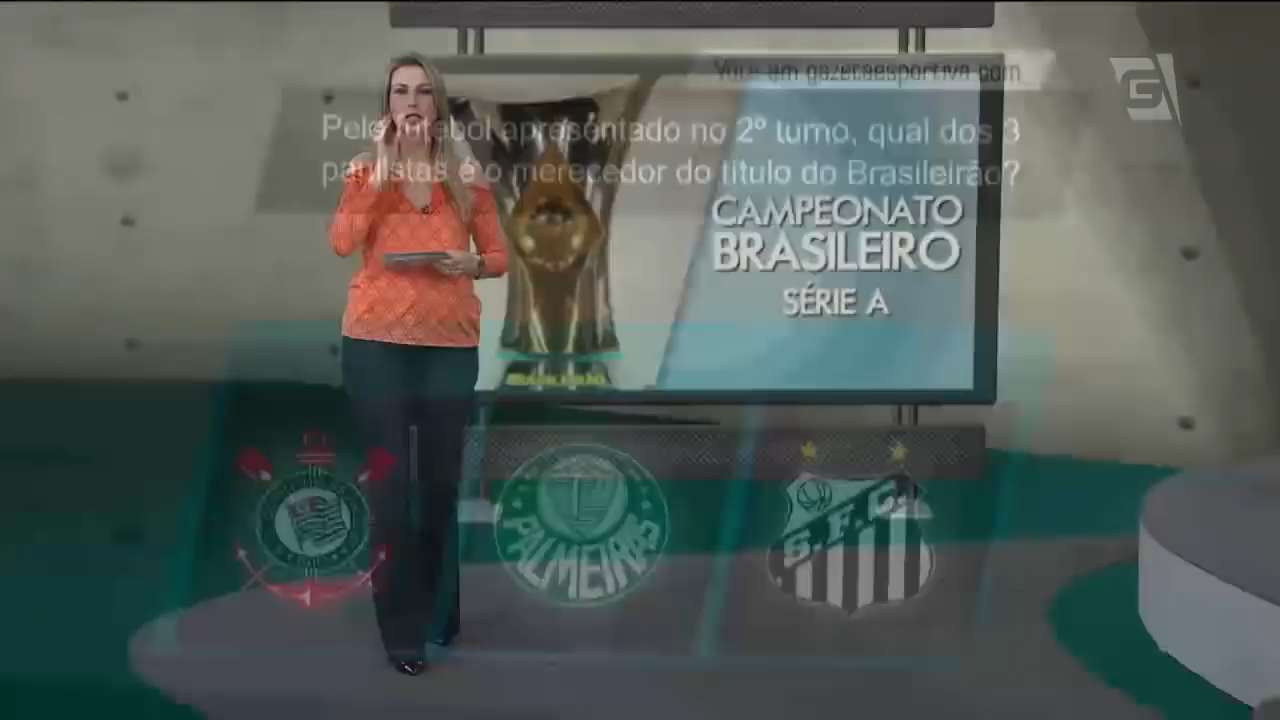 Vote em gazetaesportiva.com
Pelo futebol apresentado no 2º turno, qual dos 3
paulistas é o merecedor do título do Brasileirão?
CAMPEONATO
BRASILEIRO
SÉRIE A
PALMEIRAS
S.F.C.